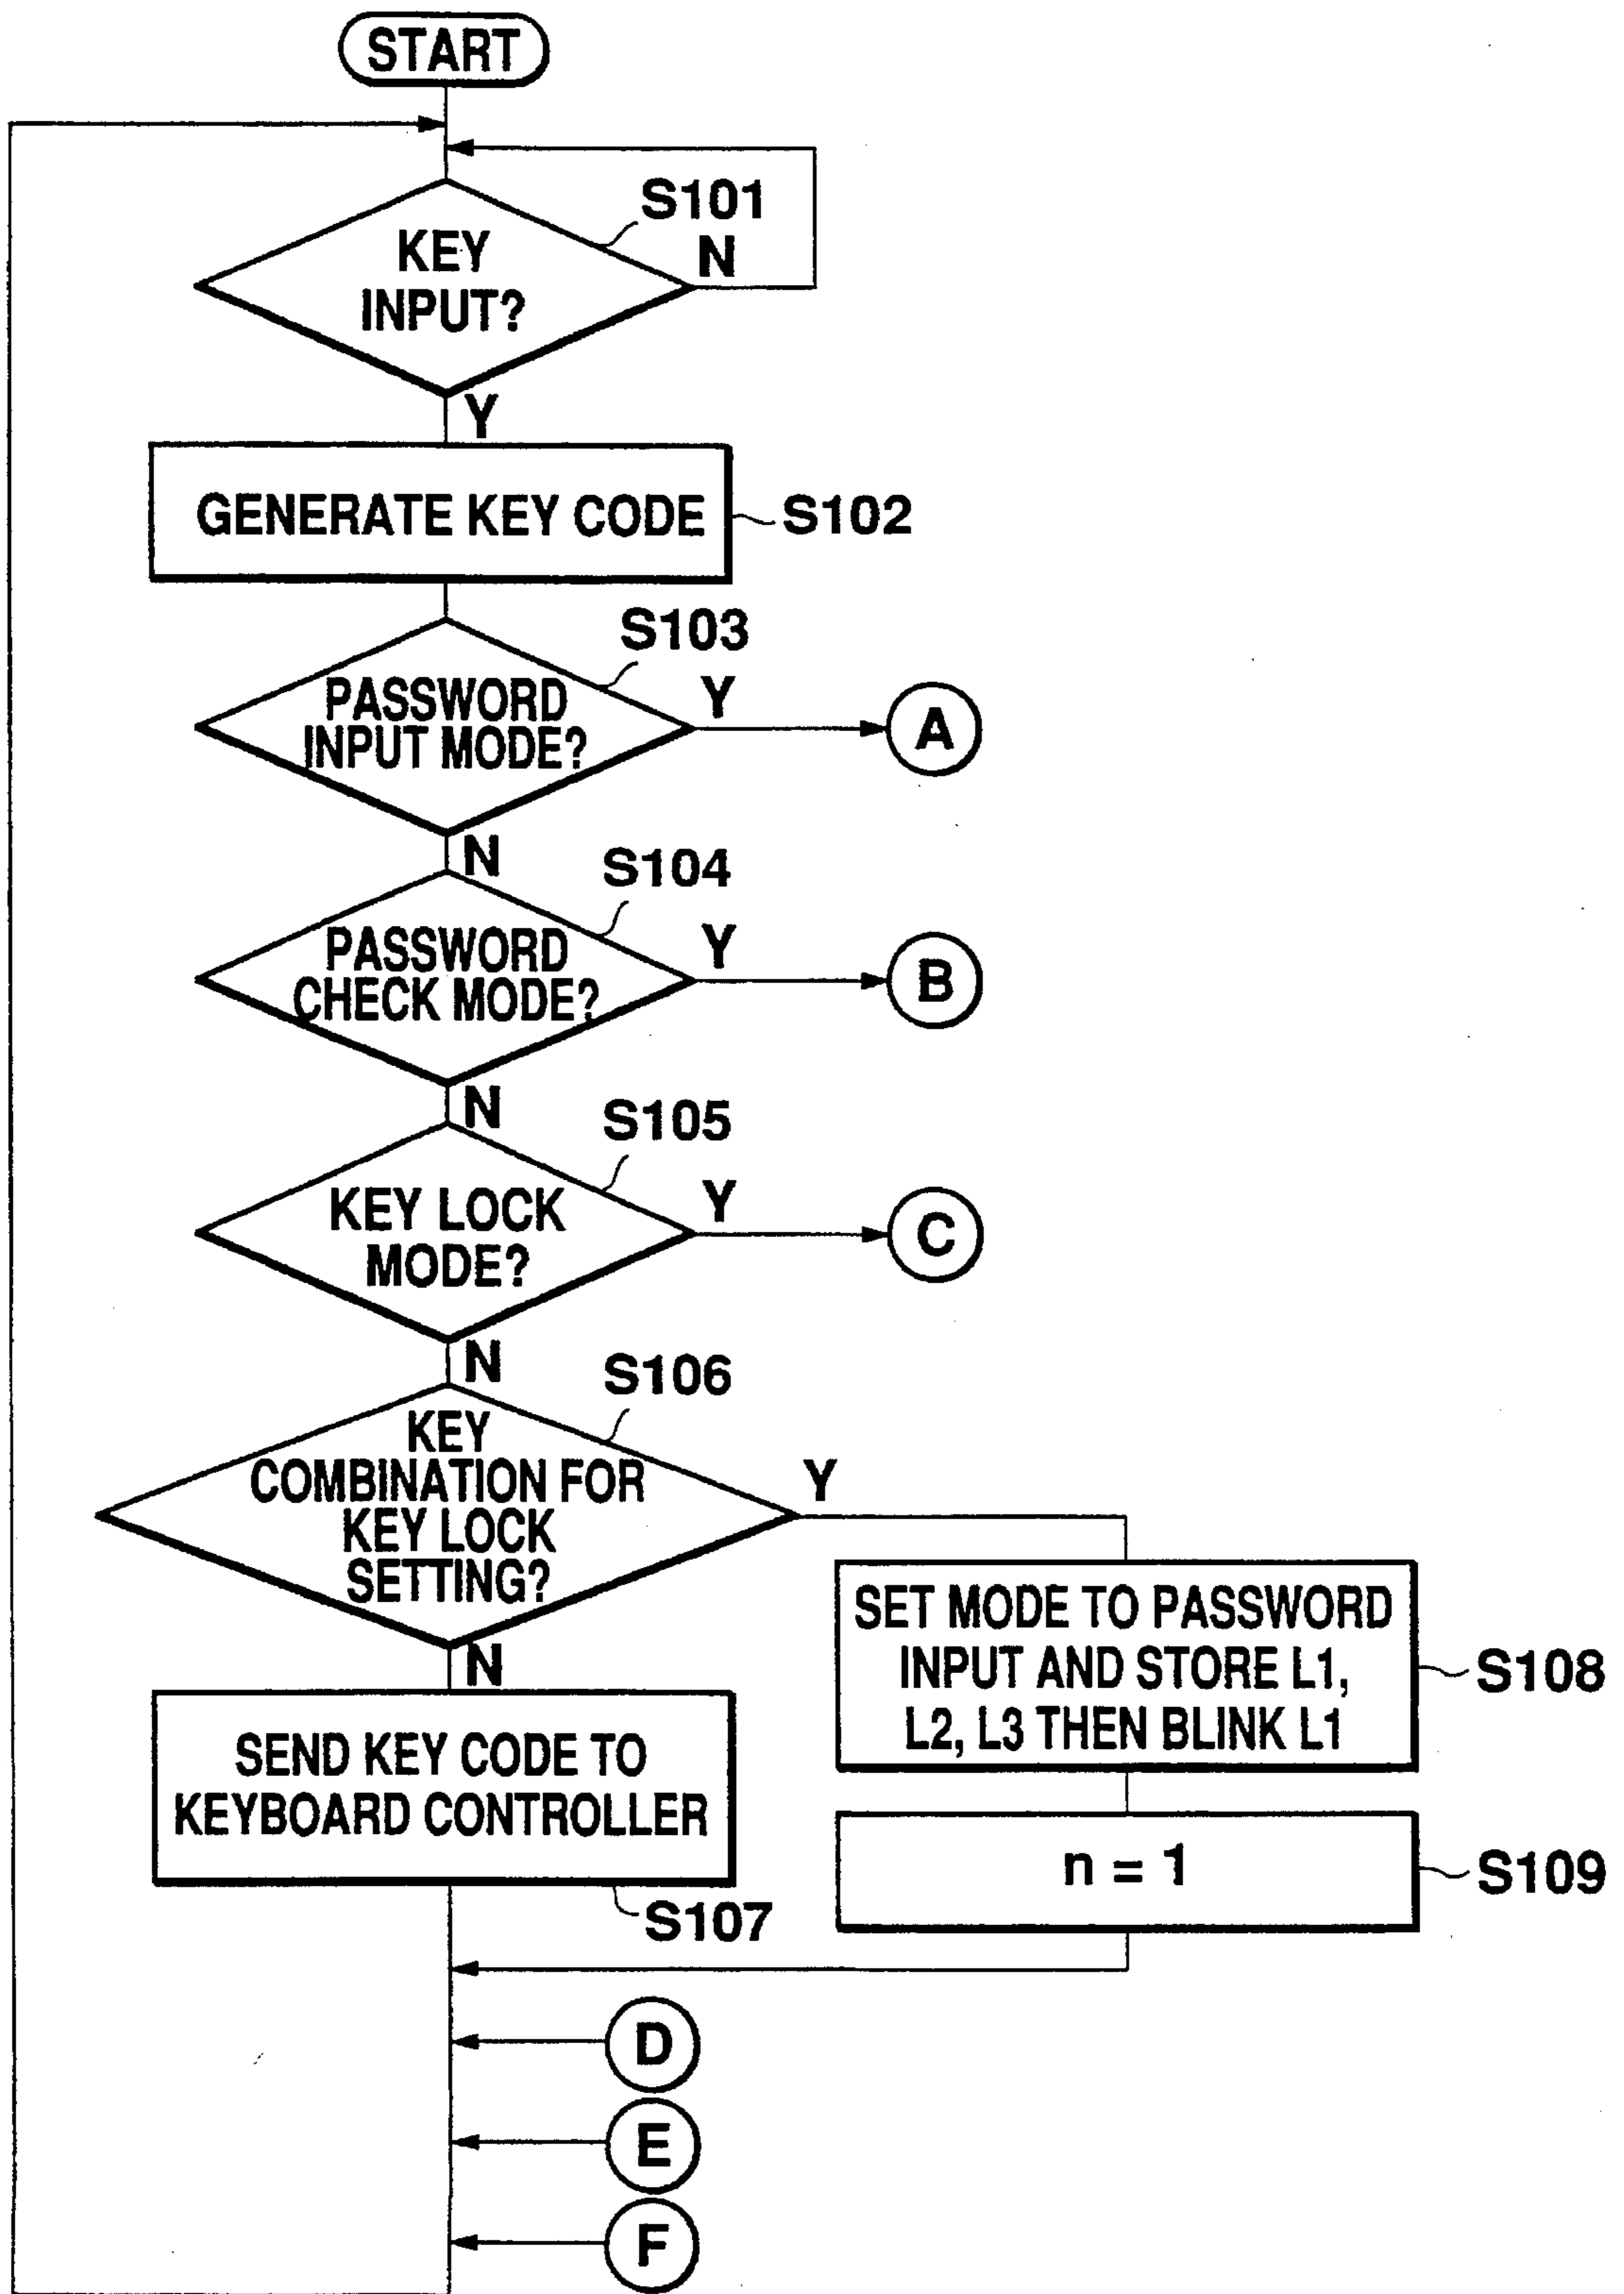 START
S101
KEY
INPUT?
N
Y
GENERATE KEY CODE
S102
S103
PASSWORD
INPUT MODE?
Y
A
N
S104
PASSWORD
CHECK MODE?
Y
B
N
S105
KEY LOCK
MODE?
Y
C
N
S106
KEY
COMBINATION FOR
KEY LOCK
SETTING?
Y
N
SET MODE TO PASSWORD
INPUT AND STORE L1,
L2, L3 THEN BLINK L1
S108
SEND KEY CODE TO
KEYBOARD CONTROLLER
S107
n = 1
S109
D
E
F